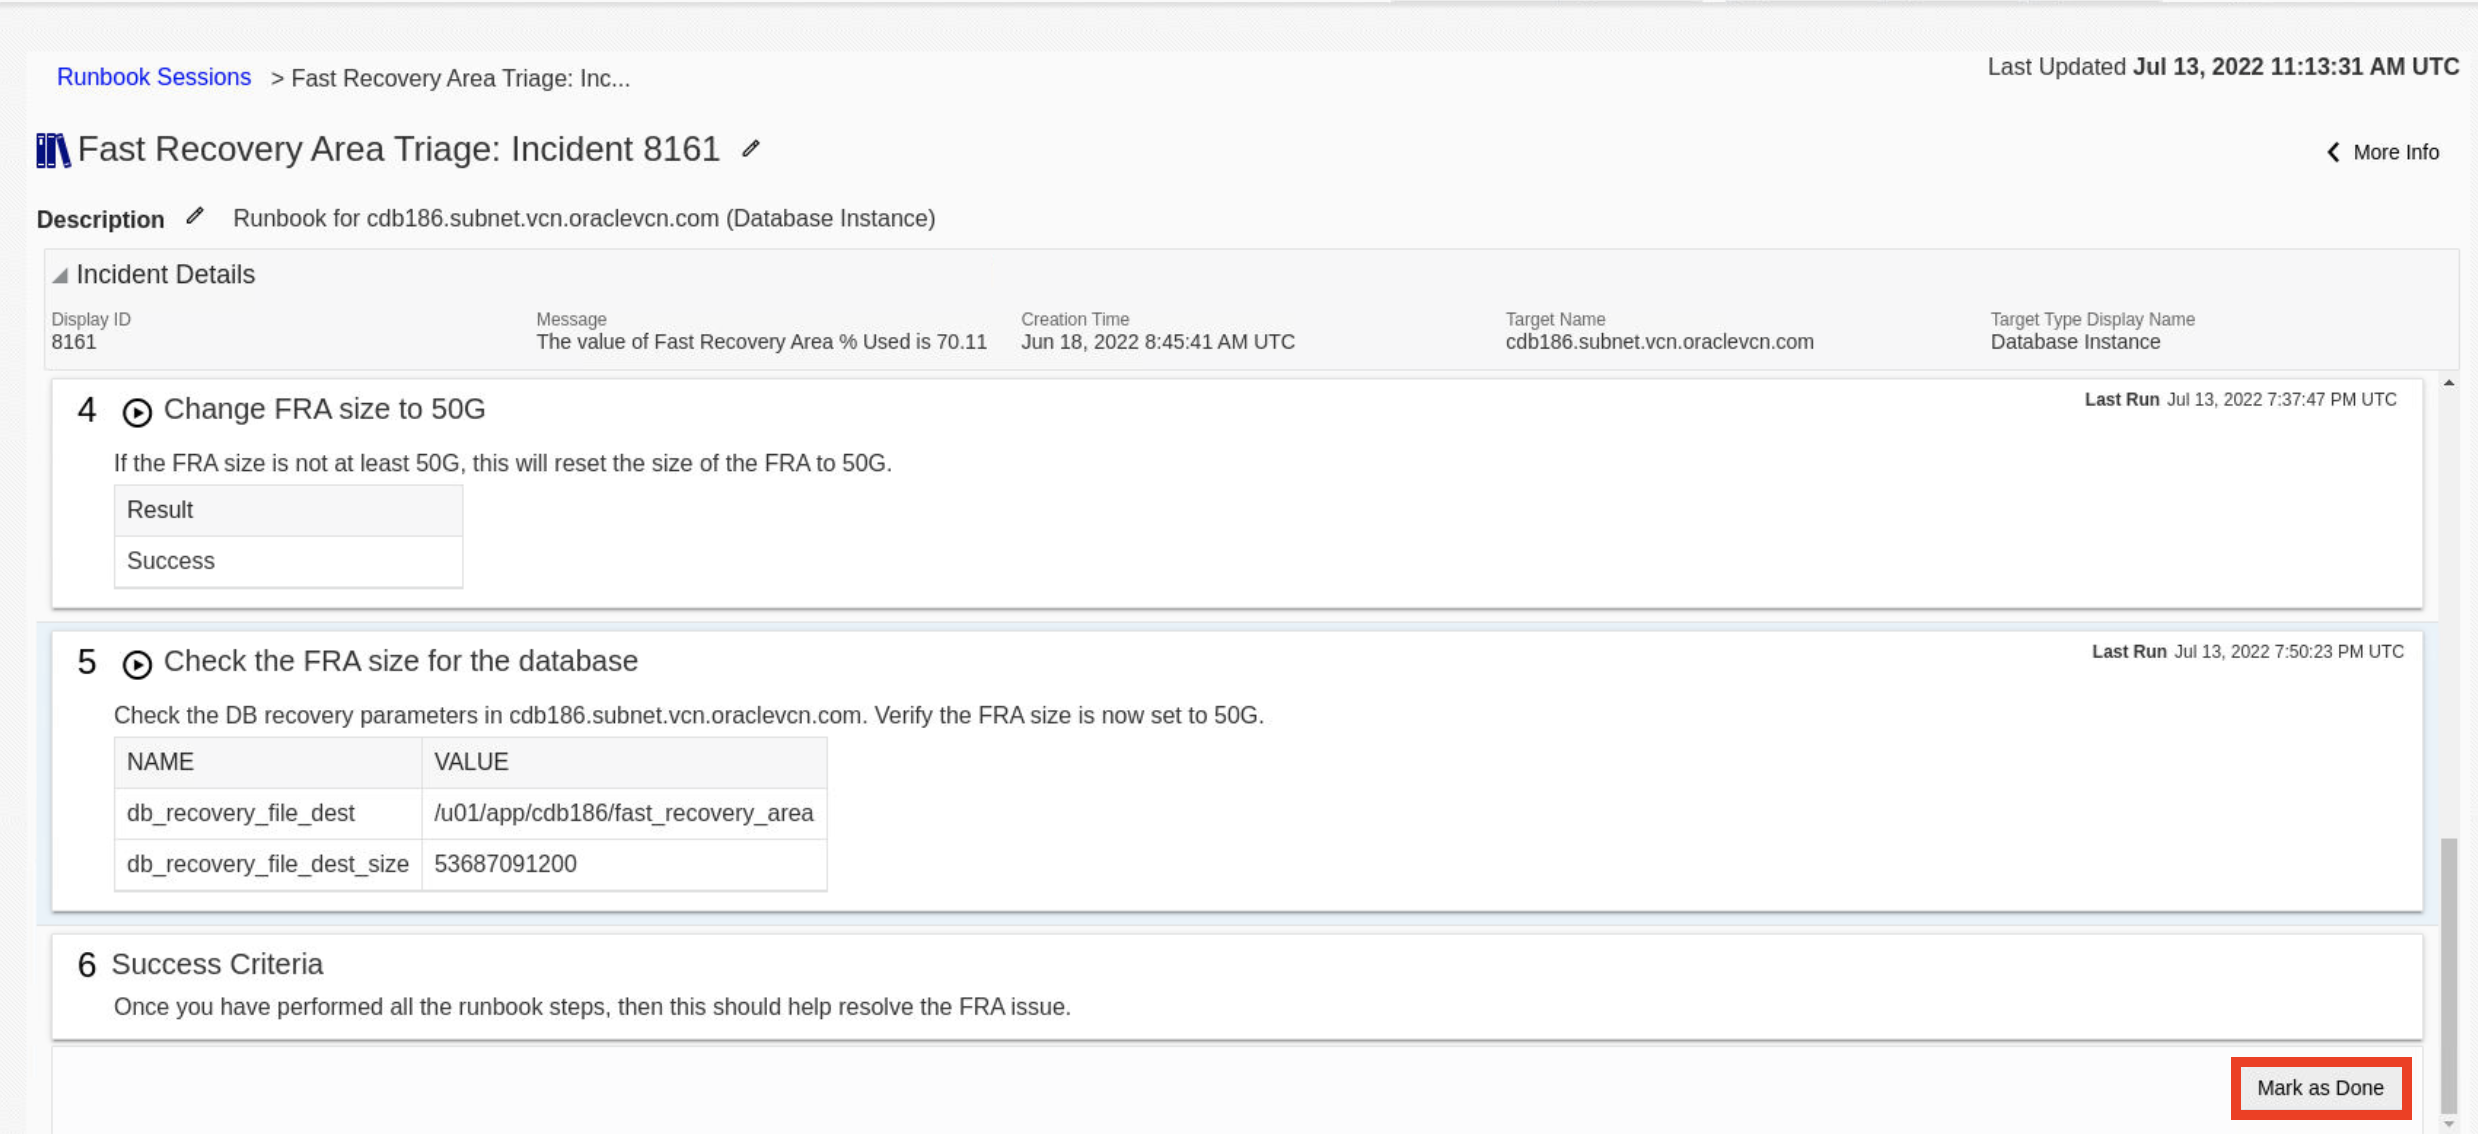 Runbook Sessions > Fast Recovery Area Triage: Inc...
Last Updated Jul 13, 2022 11:13:31 AM UTC
Fast Recovery Area Triage: Incident 8161
More Info
Description Runbook for cdb186.subnet.vcn.oraclevcn.com (Database Instance)
Incident Details
Display ID
8161
Message
The value of Fast Recovery Area % Used is 70.11
Creation Time
Jun 18, 2022 8:45:41 AM UTC
Target Name
cdb186.subnet.vcn.oraclevcn.com
Target Type Display Name
Database Instance
4 Change FRA size to 50G
Last Run Jul 13, 2022 7:37:47 PM UTC
If the FRA size is not at least 50G, this will reset the size of the FRA to 50G.
Result
Success
5 Check the FRA size for the database
Last Run Jul 13, 2022 7:50:23 PM UTC
Check the DB recovery parameters in cdb186.subnet.vcn.oraclevcn.com. Verify the FRA size is now set to 50G.
NAME VALUE
db_recovery_file_dest /u01/app/cdb186/fast_recovery_area
db_recovery_file_dest_size 53687091200
6 Success Criteria
Once you have performed all the runbook steps, then this should help resolve the FRA issue.
Mark as Done